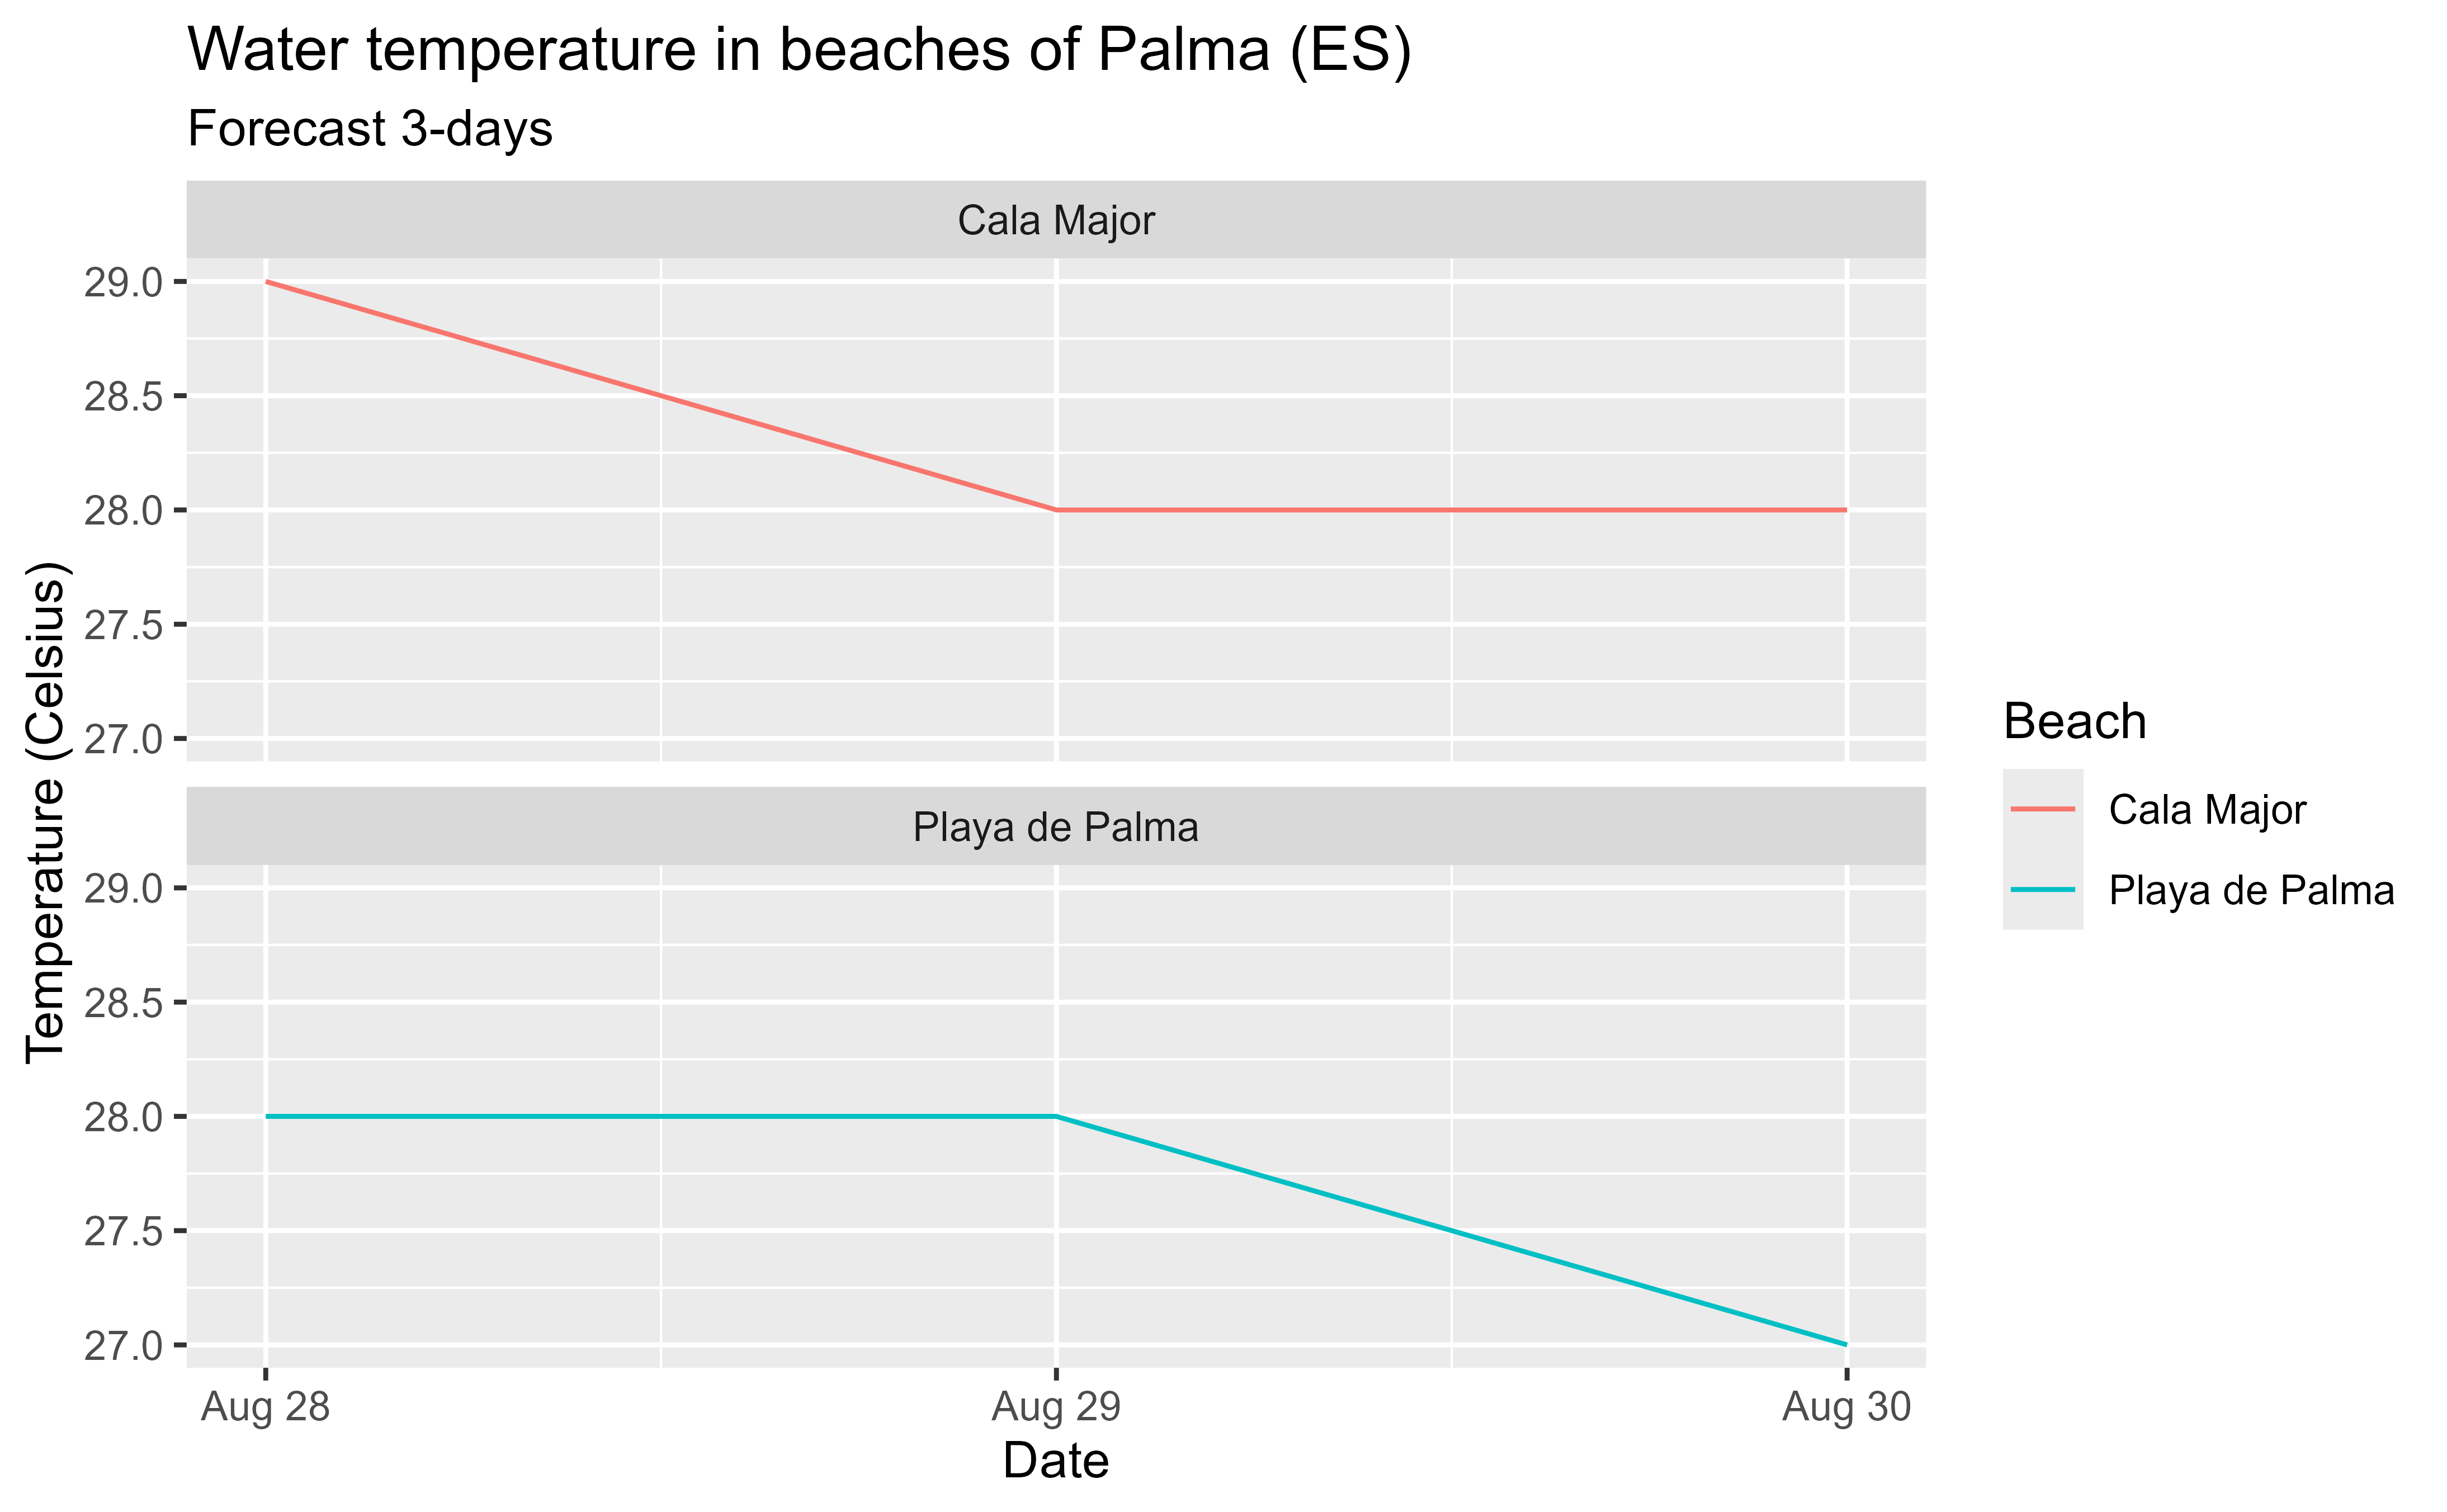 Water temperature in beaches of Palma (ES)
Forecast 3-days
Cala Major
29.0
28.5
28.0
27.5
27.0
Playa de Palma
29.0
28.5
28.0
27.5
27.0
Aug 28
Aug 29
Aug 30
Date
Temperature (Celsius)
Beach
Cala Major
Playa de Palma